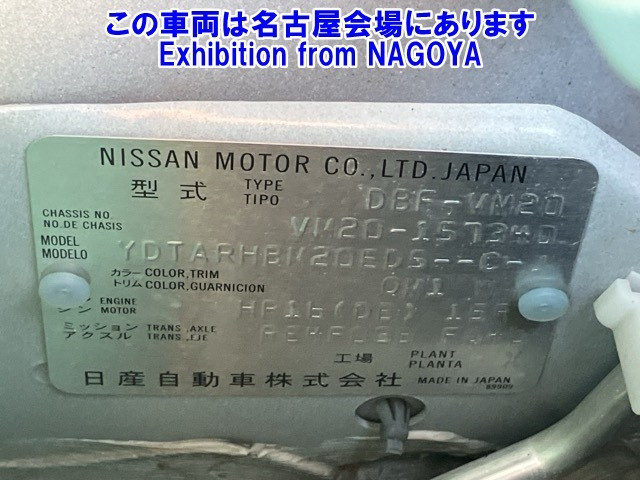 この車両は名古屋会場にあります
Exhibition from NAGOYA
NISSAN MOTOR CO.,LTD.JAPAN
型式 TYPE TIPO DBF-VM20
CHASSIS NO.
NO.DE CHASIS VM20-157340
MODEL
MODELO
カラー COLOR,TRIM
トリム COLOR,GUARNICION QM1
ENGINE
MOTOR HR16(DE)
ミッション TRANS.,AXLE
アクスル TRANS.,EJE
工場 PLANT PLANTA
日産自動車株式会社 MADE IN JAPAN